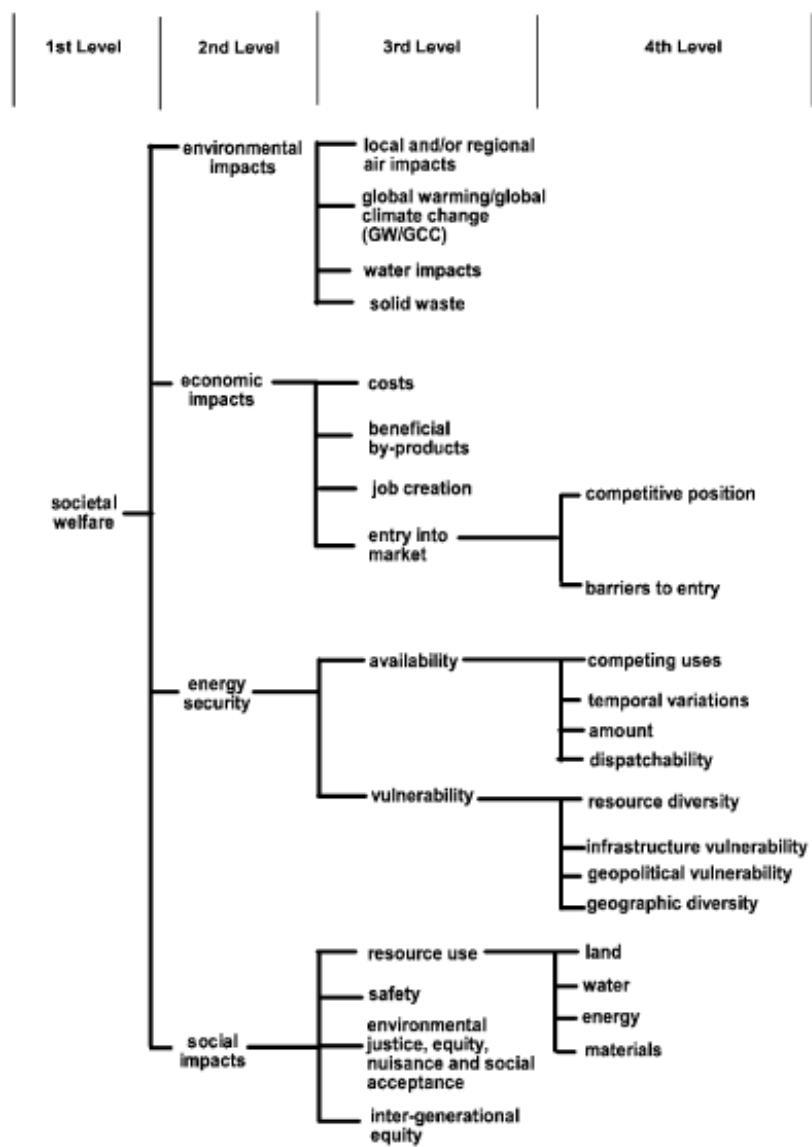 1st Level
2nd Level
3rd Level
4th Level
environmental
impacts
local and/or regional
air impacts
global warming/global
climate change
(GW/GCC)
water impacts
solid waste
economic
impacts
costs
beneficial
by-products
job creation
entry into
market
competitive position
barriers to entry
societal
welfare
energy
security
availability
competing uses
temporal variations
amount
dispatchability
vulnerability
resource diversity
infrastructure vulnerability
geopolitical vulnerability
geographic diversity
social
impacts
resource use
land
water
energy
materials
safety
environmental
justice, equity,
nuisance and social
acceptance
inter-generational
equity